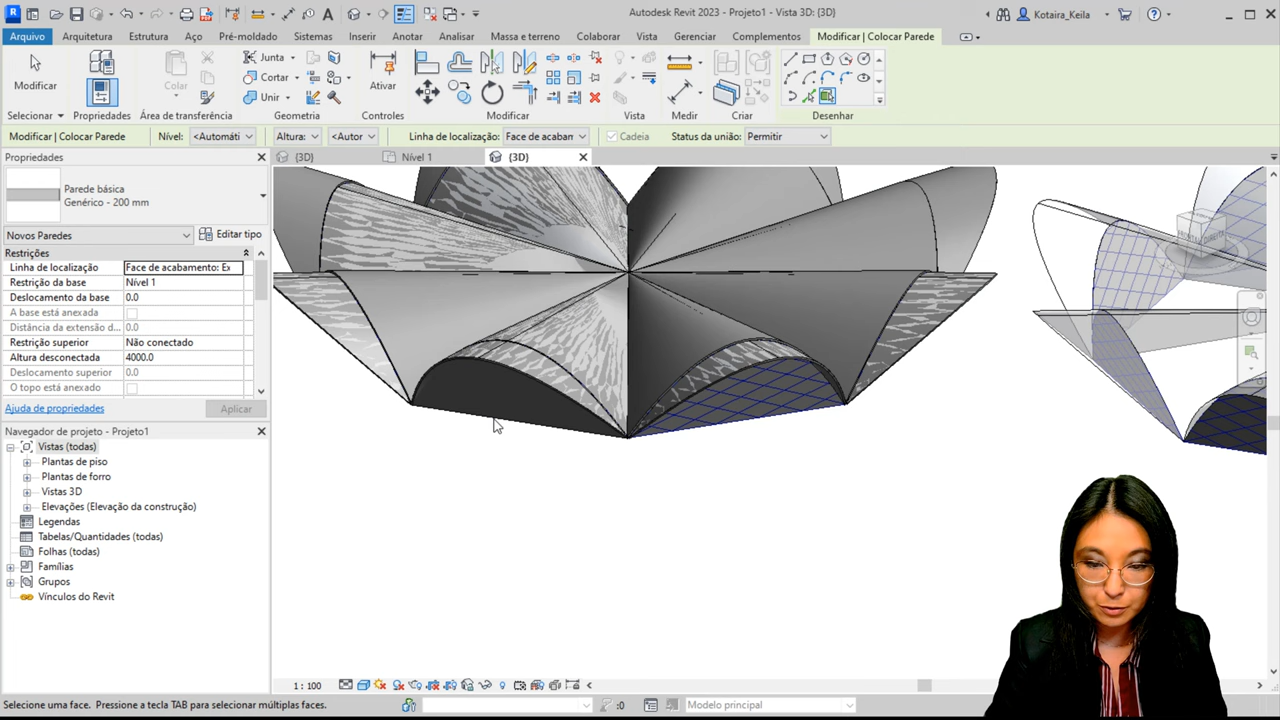 Autodesk Revit 2023 - Projeto1 - Vista 3D: {3D}
Kotaira_Keila
Arquivo Arquitetura Estrutura Aço Pré-moldado Sistemas Inserir Anotar Analisar Massa e terreno Colaborar Vista Gerenciar Complementos Modificar | Colocar Parede
Modificar
Colar
Junta
Cortar
Unir
Ativar
Selecionar Propriedades Área de transferência Geometria Controles Modificar Vista Medir Criar Desenhar
Modificar | Colocar Parede Nível: <Automáti Altura: <Autor Linha de localização: Face de acaban Cadeia Status da união: Permitir
Propriedades
{3D} Nível 1 {3D}
Parede básica
Genérico - 200 mm
Novos Paredes Editar tipo
Restrições
Linha de localização Face de acabamento: Ex
Restrição da base Nível 1
Deslocamento da base 0.0
A base está anexada
Distância da extensão d... 0.0
Restrição superior Não conectado
Altura desconectada 4000.0
Deslocamento superior 0.0
O topo está anexado
Ajuda de propriedades Aplicar
Navegador de projeto - Projeto1
Vistas (todas)
Plantas de piso
Plantas de forro
Vistas 3D
Elevações (Elevação da construção)
Legendas
Tabelas/Quantidades (todas)
Folhas (todas)
Famílias
Grupos
Vínculos do Revit
1 : 100
Selecione uma face. Pressione a tecla TAB para selecionar múltiplas faces. :0 Modelo principal